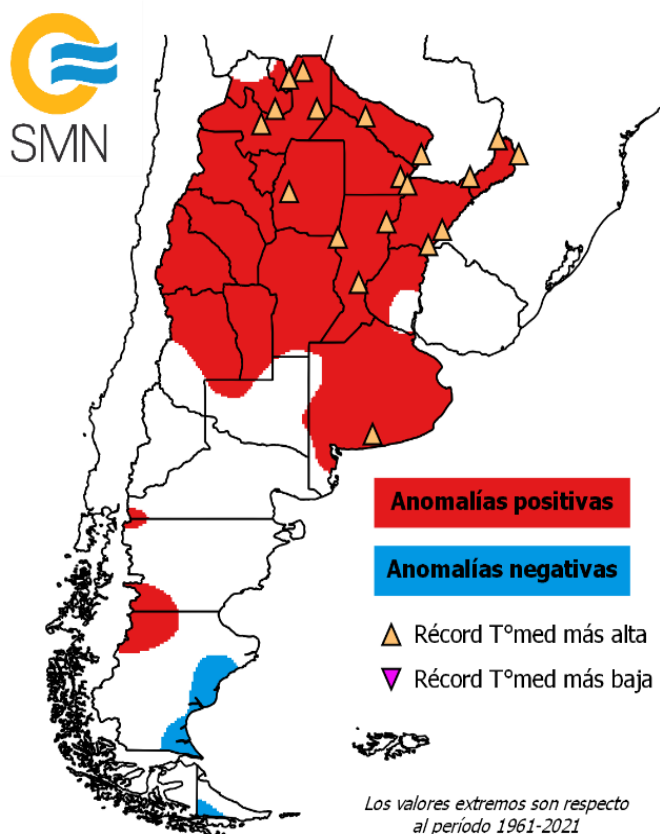 SMN
Anomalías positivas
Anomalías negativas
Récord T°med más alta
Récord T°med más baja
Los valores extremos son respecto
al período 1961-2021